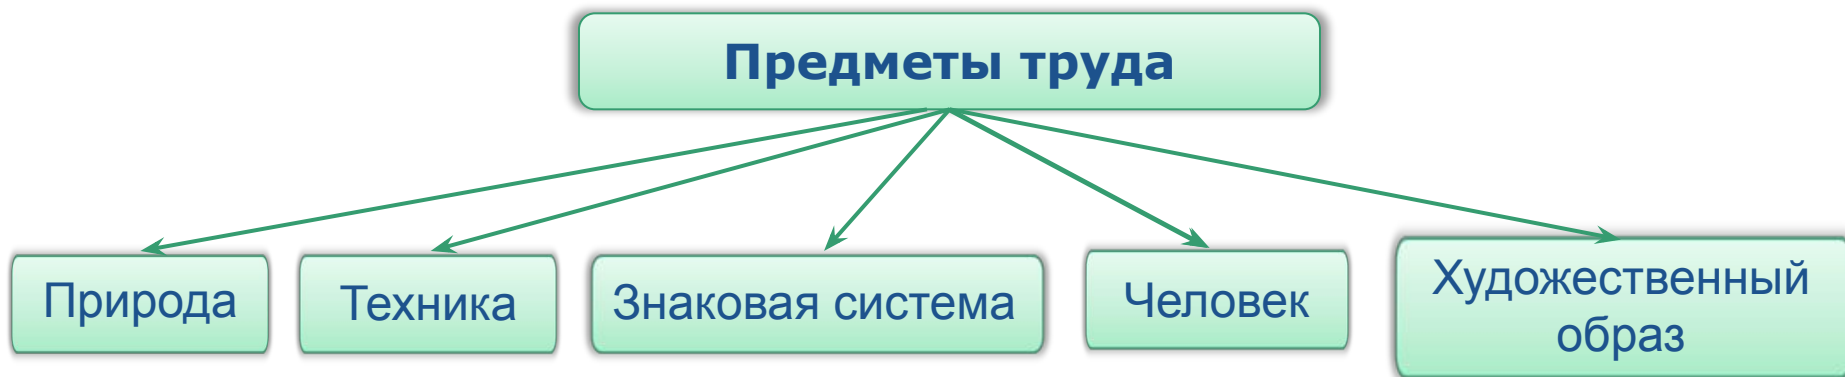 Предметы труда
Природа
Техника
Знаковая система
Человек
Художественный
образ